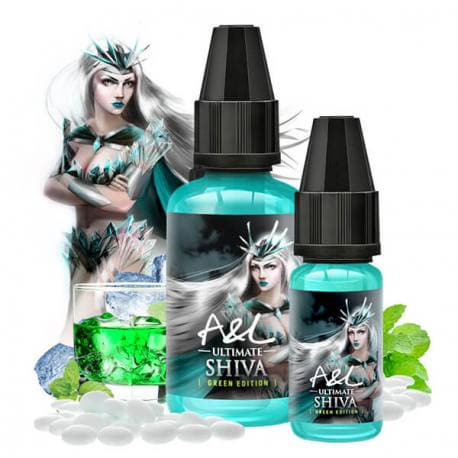 A&L
ULTIMATE
SHIVA
| GREEN EDITION |
A&L
ULTIMATE
SHIVA
| GREEN EDITION |